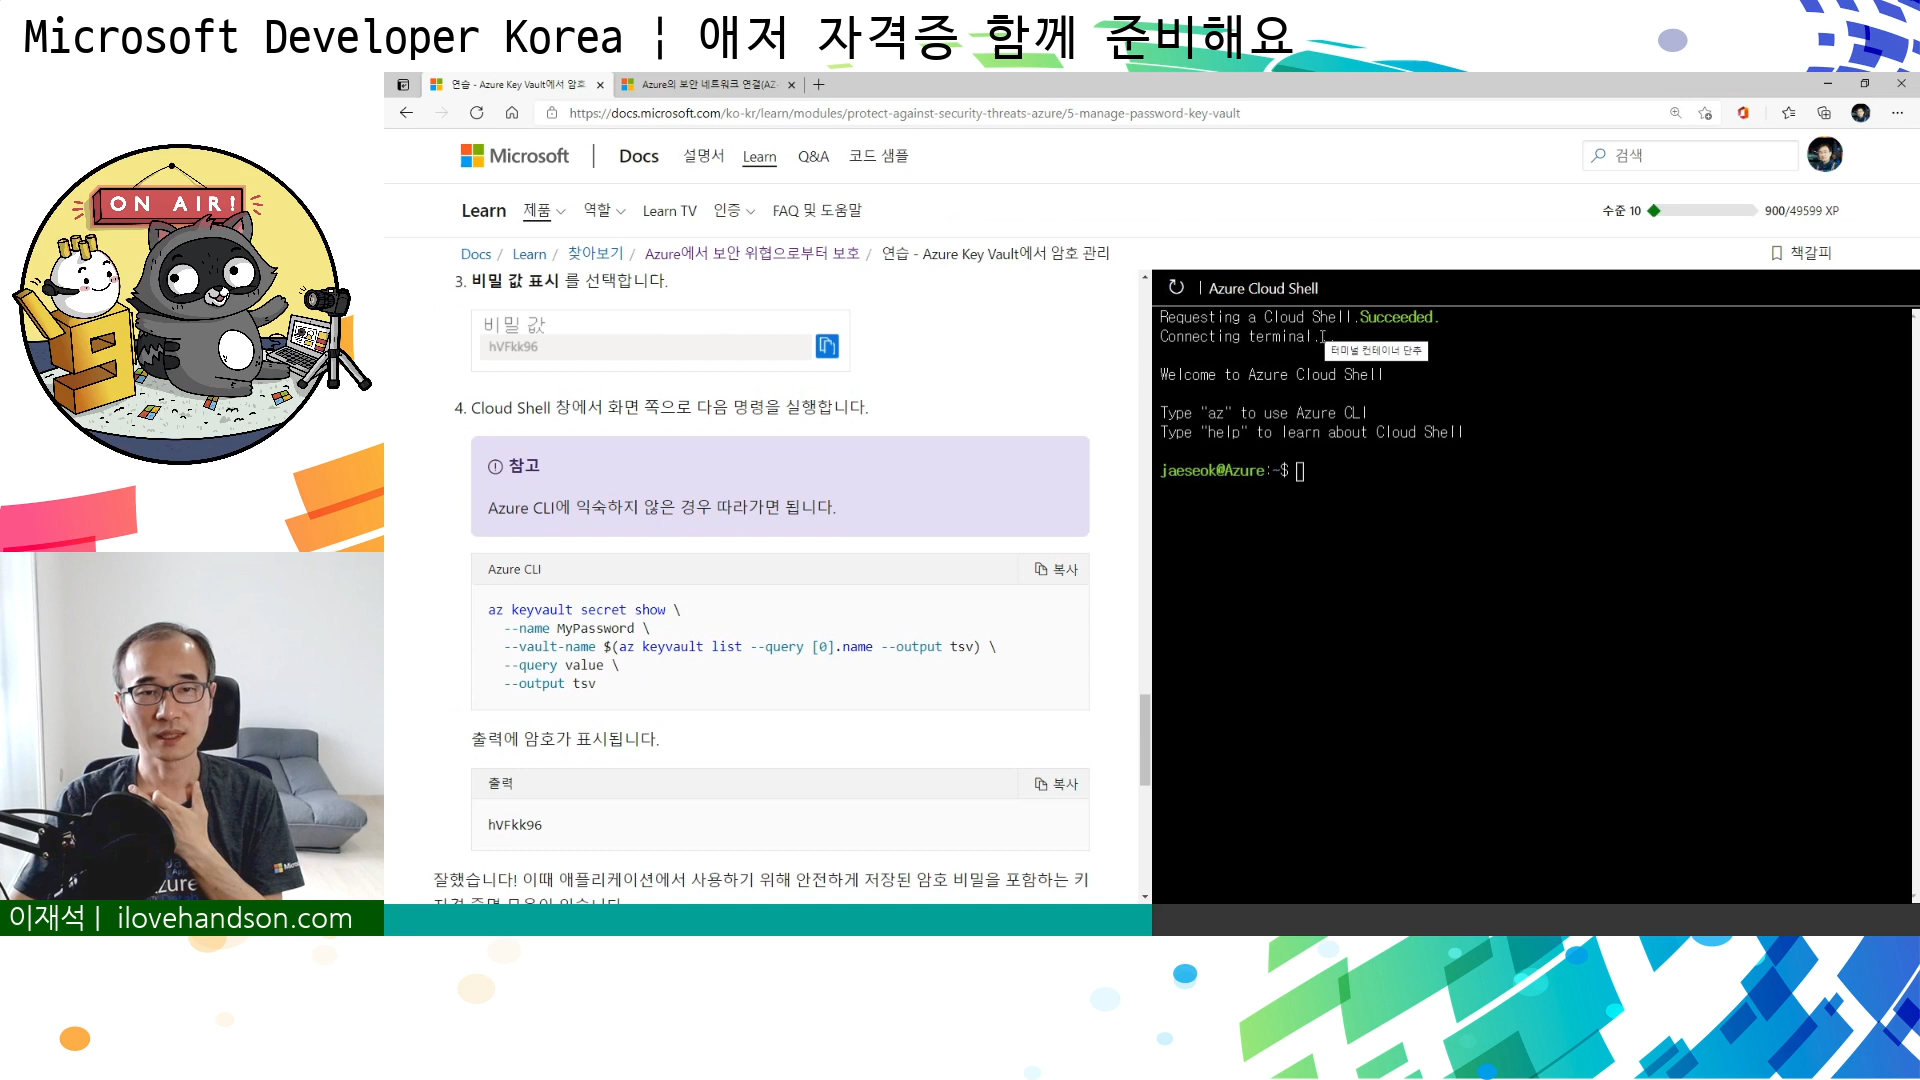 Microsoft Developer Korea ¦ 애저 자격증 함께 준비해요
ON AIR!
연습 - Azure Key Vault에서 암호
Azure의 보안 네트워크 연결(AZ-
https://docs.microsoft.com/ko-kr/learn/modules/protect-against-security-threats-azure/5-manage-password-key-vault
Microsoft | Docs 설명서 Learn Q&A 코드 샘플
검색
Learn 제품 역할 Learn TV 인증 FAQ 및 도움말
수준 10 900/49599 XP
Docs / Learn / 찾아보기 / Azure에서 보안 위협으로부터 보호 / 연습 - Azure Key Vault에서 암호 관리
책갈피
3. 비밀 값 표시 를 선택합니다.
비밀 값
hVFkk96
4. Cloud Shell 창에서 화면 쪽으로 다음 명령을 실행합니다.
참고
Azure CLI에 익숙하지 않은 경우 따라가면 됩니다.
Azure CLI 복사
az keyvault secret show \
--name MyPassword \
--vault-name $(az keyvault list --query [0].name --output tsv) \
--query value \
--output tsv
출력에 암호가 표시됩니다.
출력 복사
hVFkk96
잘했습니다! 이때 애플리케이션에서 사용하기 위해 안전하게 저장된 암호 비밀을 포함하는 키
Azure Cloud Shell
Requesting a Cloud Shell.Succeeded.
Connecting terminal.
터미널 컨테이너 단추
Welcome to Azure Cloud Shell
Type "az" to use Azure CLI
Type "help" to learn about Cloud Shell
jaeseok@Azure:~$
이재석 | ilovehandson.com